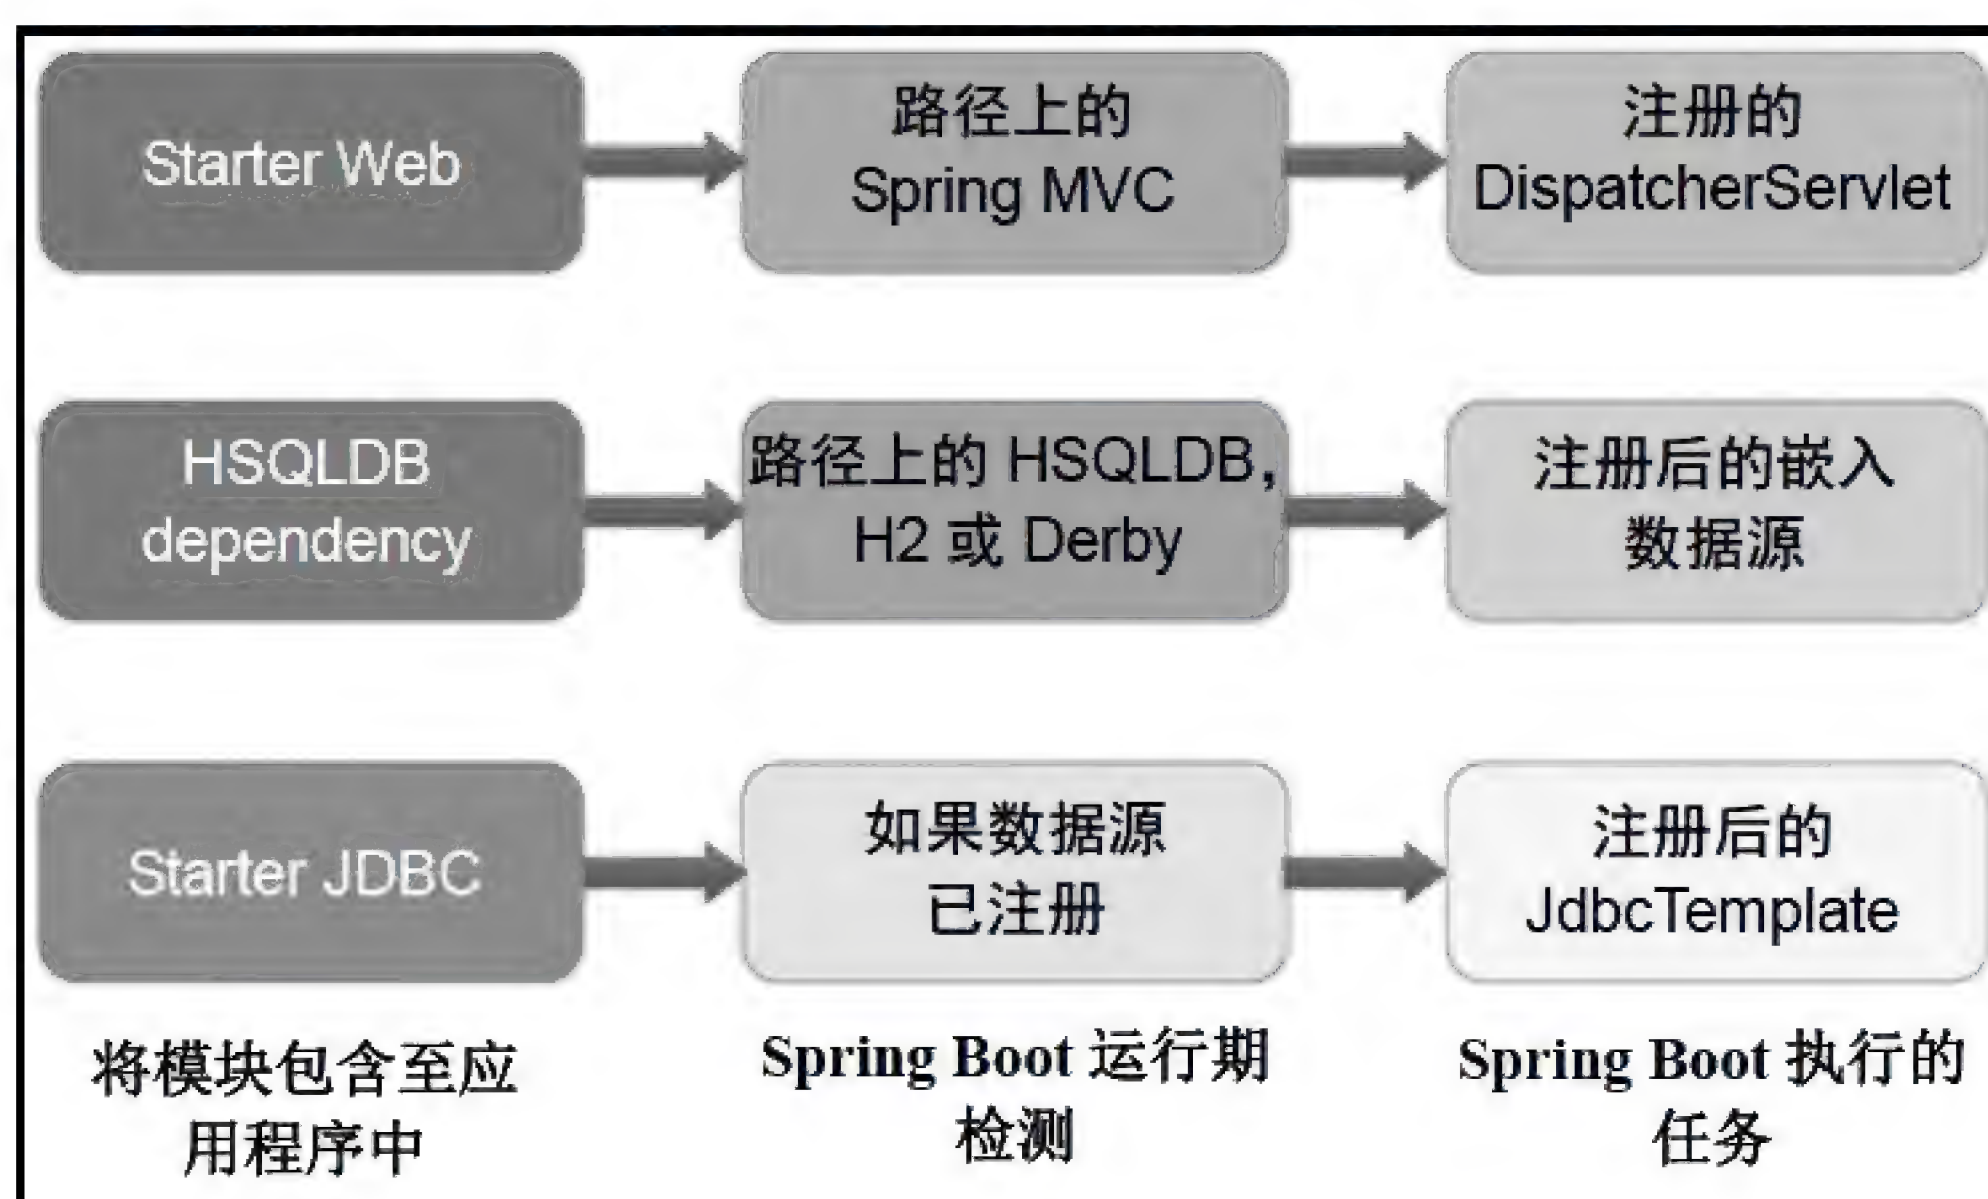 Starter Web
路径上的
Spring MVC
注册的
DispatcherServlet
HSQLDB
dependency
路径上的 HSQLDB，
H2 或 Derby
注册后的嵌入
数据源
Starter JDBC
如果数据源
已注册
注册后的
JdbcTemplate
将模块包含至应
用程序中
Spring Boot 运行期
检测
Spring Boot 执行的
任务